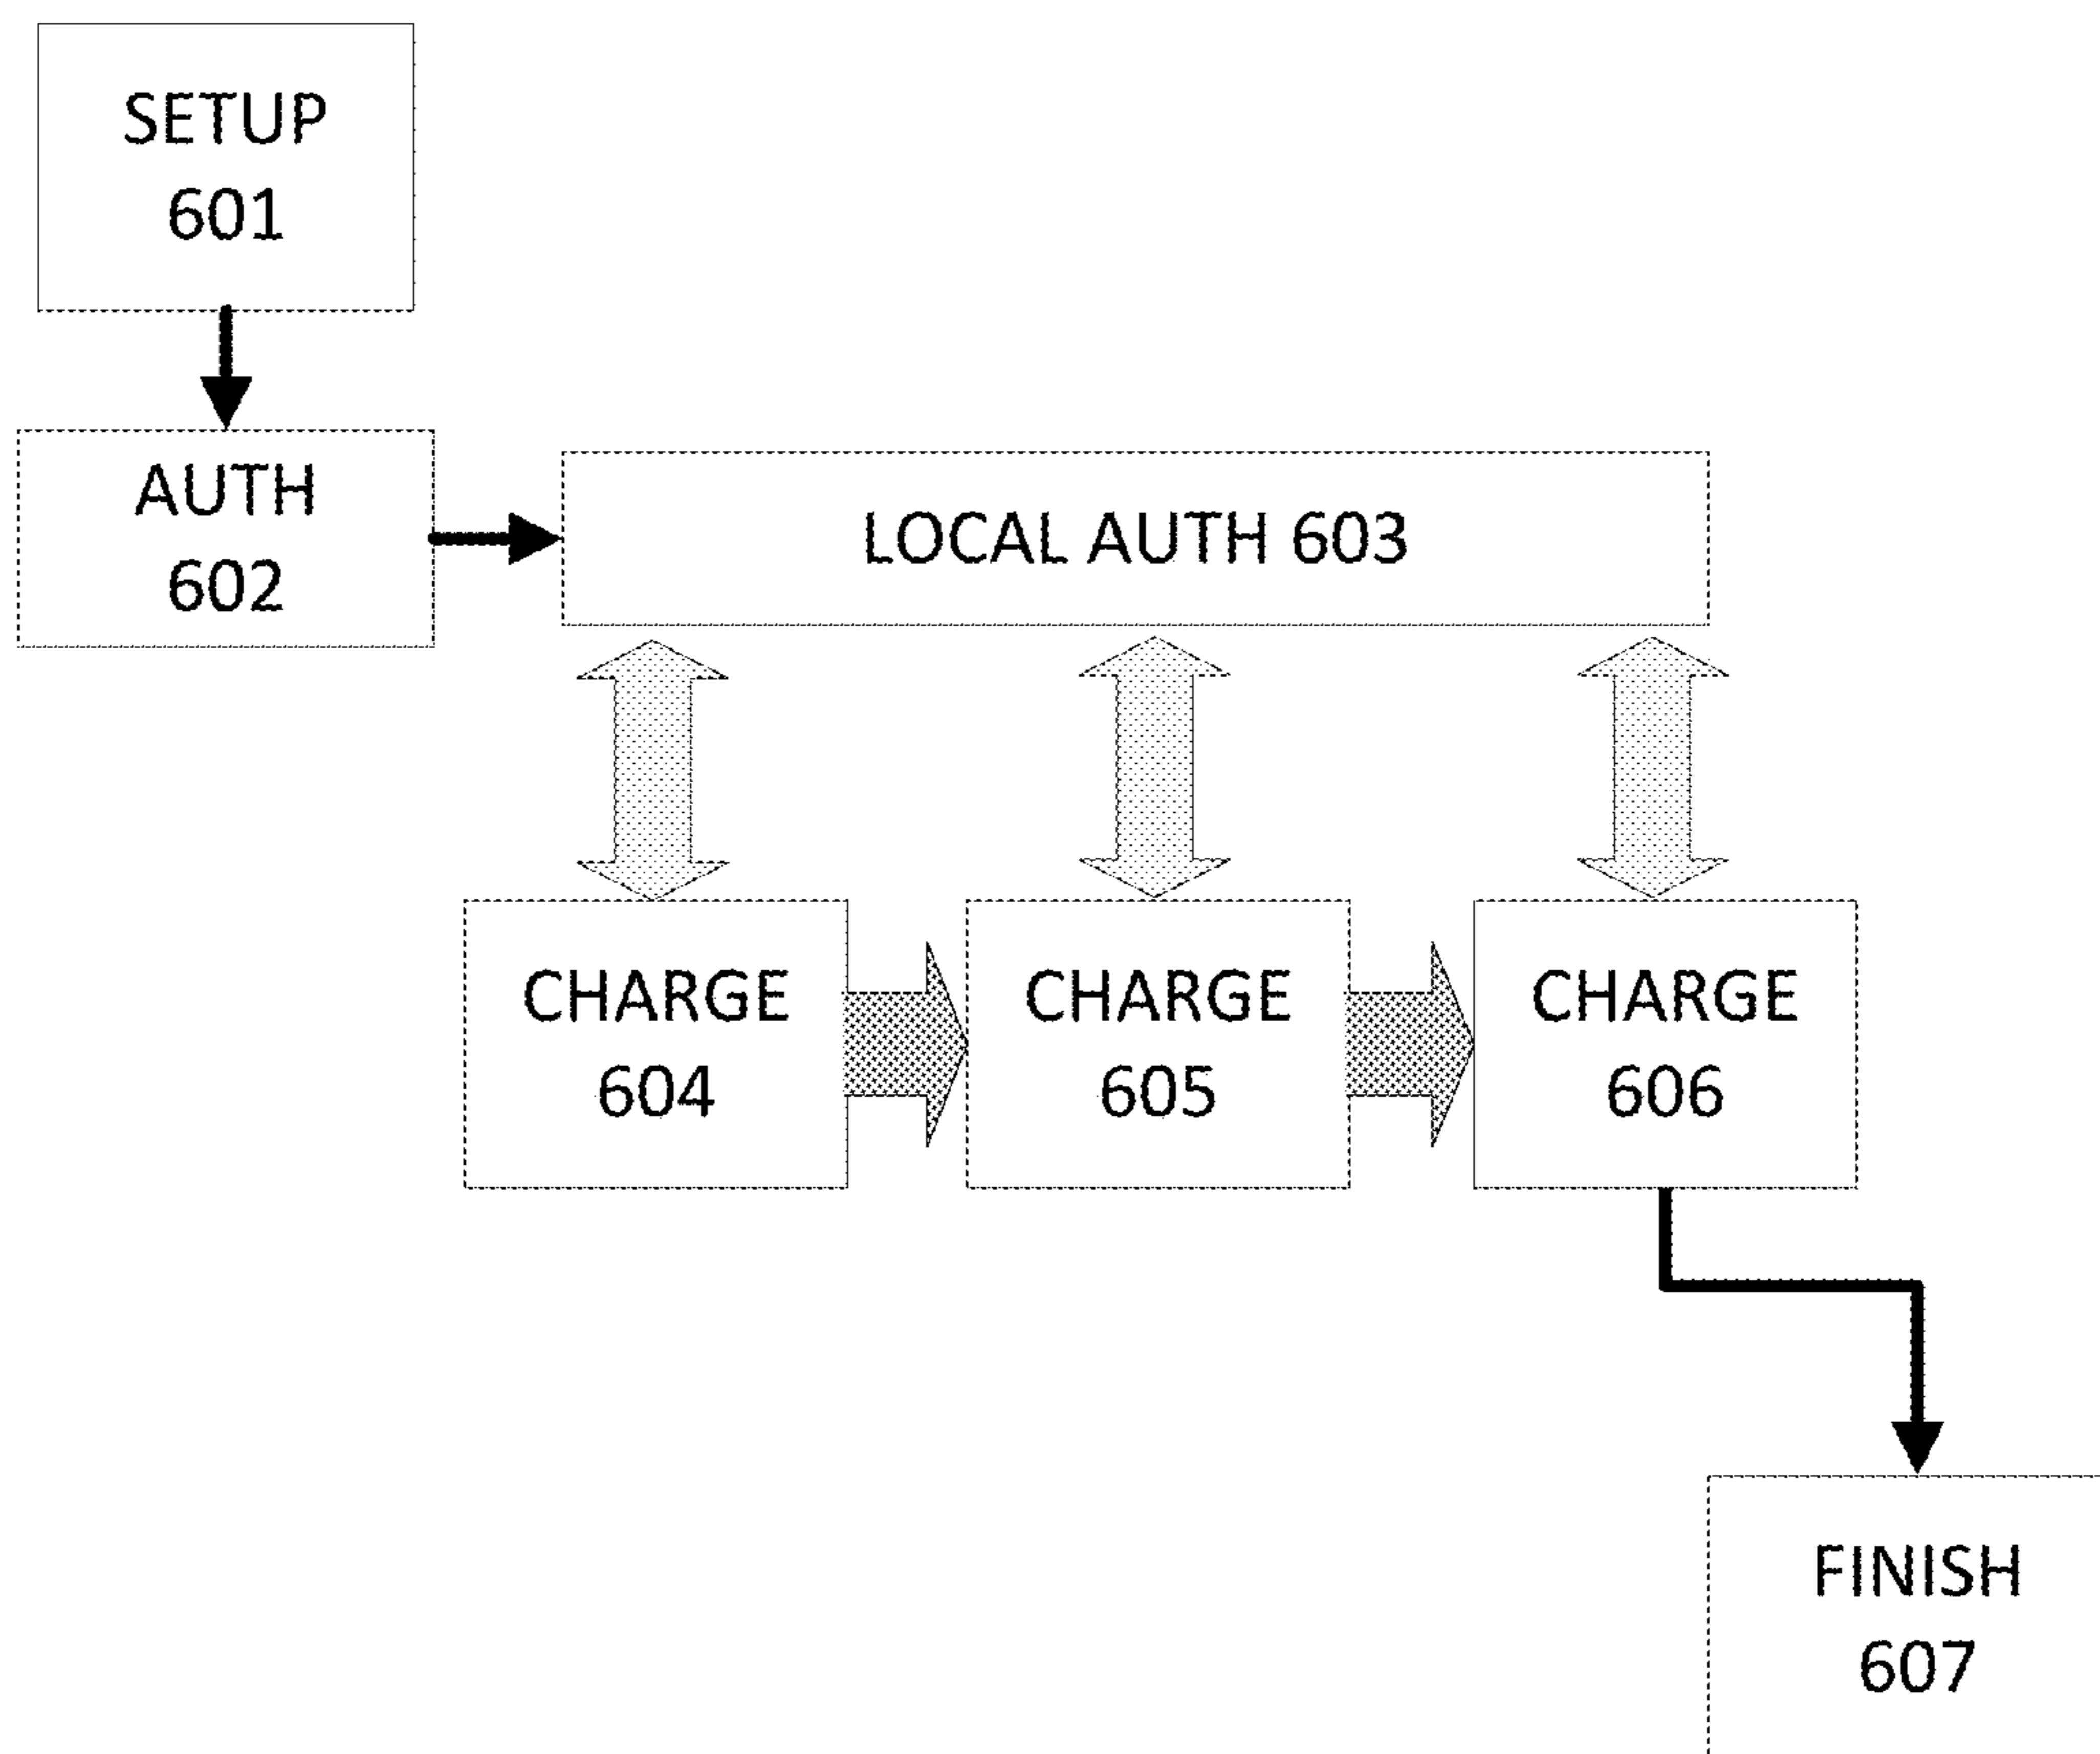 SETUP
601
AUTH
602
LOCAL AUTH 603
CHARGE
604
CHARGE
605
CHARGE
606
FINISH
607